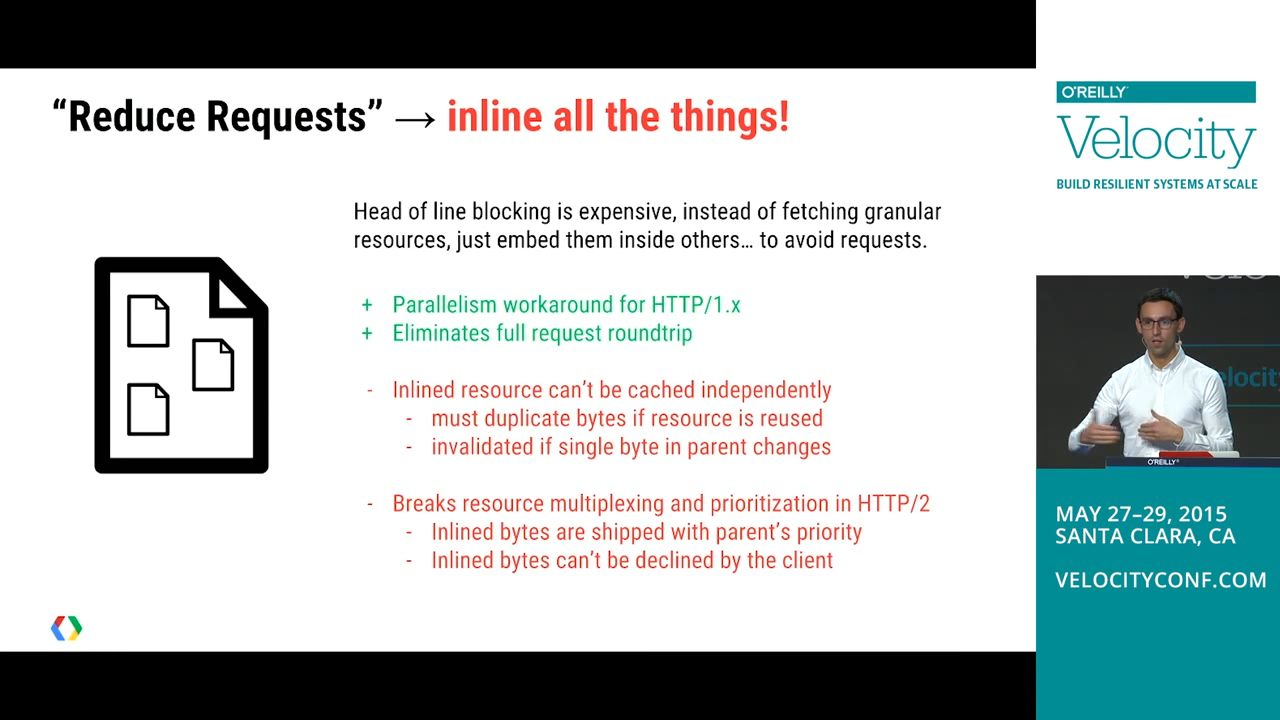 “Reduce Requests” → inline all the things!
Head of line blocking is expensive, instead of fetching granular
resources, just embed them inside others… to avoid requests.
+ Parallelism workaround for HTTP/1.x
+ Eliminates full request roundtrip
- Inlined resource can’t be cached independently
- must duplicate bytes if resource is reused
- invalidated if single byte in parent changes
- Breaks resource multiplexing and prioritization in HTTP/2
- Inlined bytes are shipped with parent’s priority
- Inlined bytes can’t be declined by the client
O’REILLY
Velocity
BUILD RESILIENT SYSTEMS AT SCALE
O’REILLY
MAY 27–29, 2015
SANTA CLARA, CA
VELOCITYCONF.COM